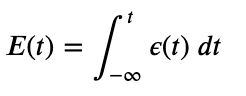 E(t) = ∫_{-∞}^{t} ϵ(t) dt